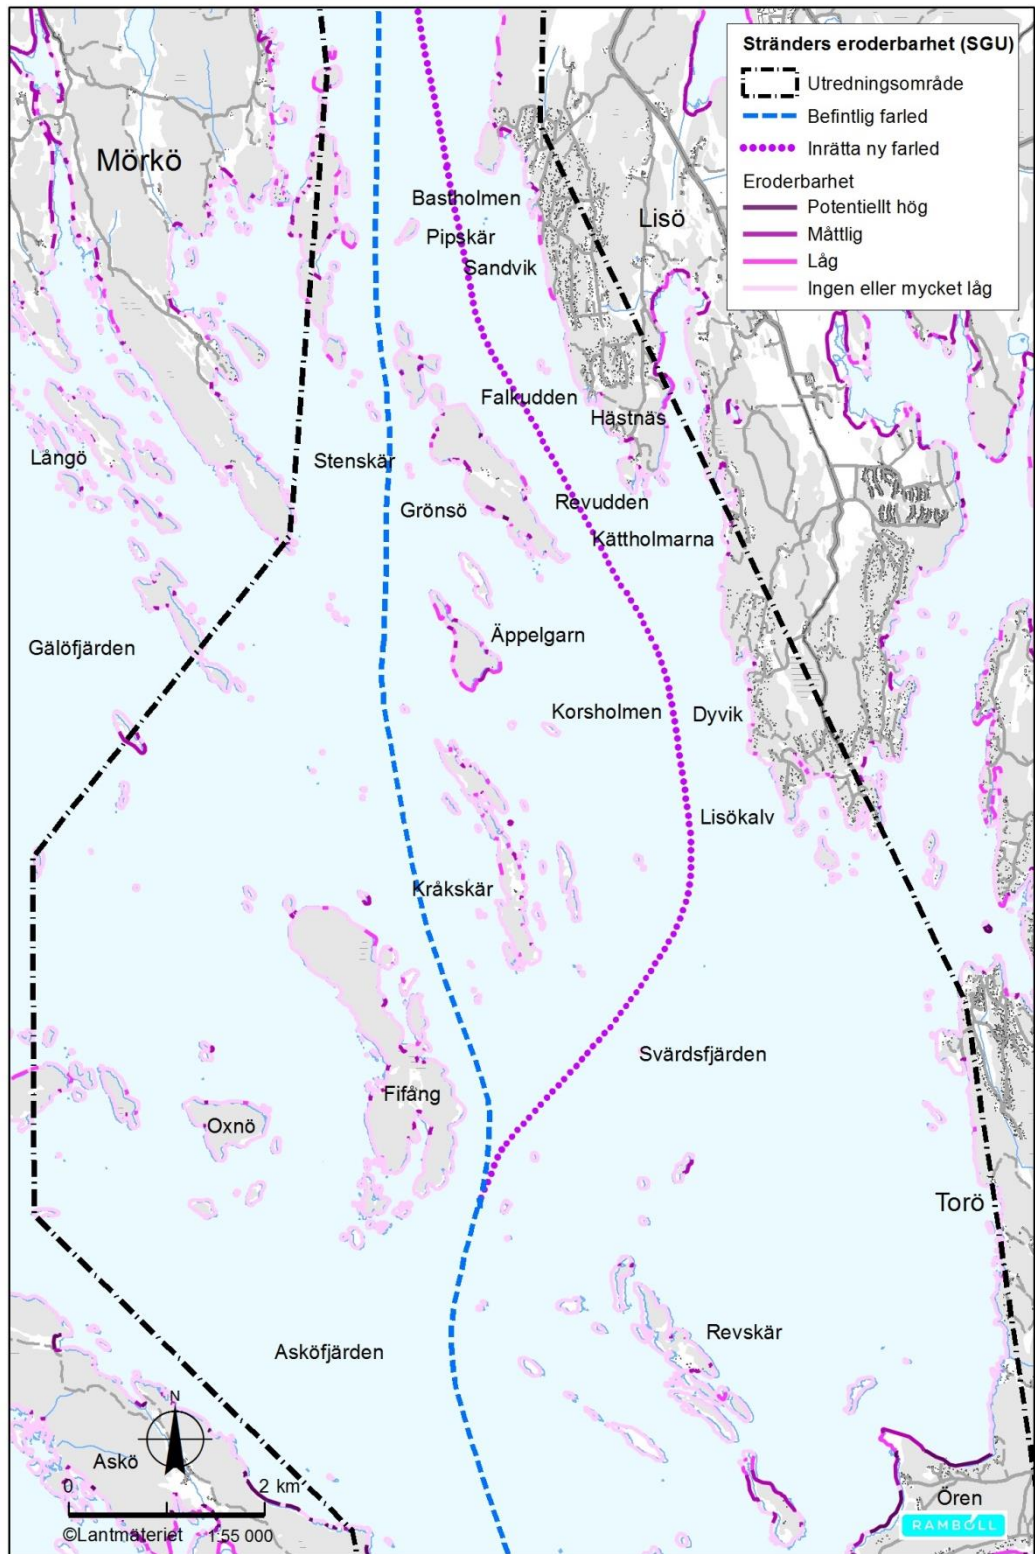 Stränders eroderbarhet (SGU)
Utredningsområde
Befintlig farled
Inrätta ny farled
Eroderbarhet
Potentiellt hög
Måttlig
Låg
Ingen eller mycket låg
Mörkö
Bastholmen
Lisö
Pipskär
Sandvik
Falkudden
Hästnäs
Långö
Stenskär
Grönsö
Revudden
Kättholmarna
Gälöfjärden
Äppelgarn
Korsholmen
Dyvik
Lisökalv
Kråkskär
Svärdsfjärden
Fifång
Oxnö
Torö
Revskär
Asköfjärden
N
Askö
0 2 km
©Lantmäteriet 1:55 000
Ören
RAMBOLL